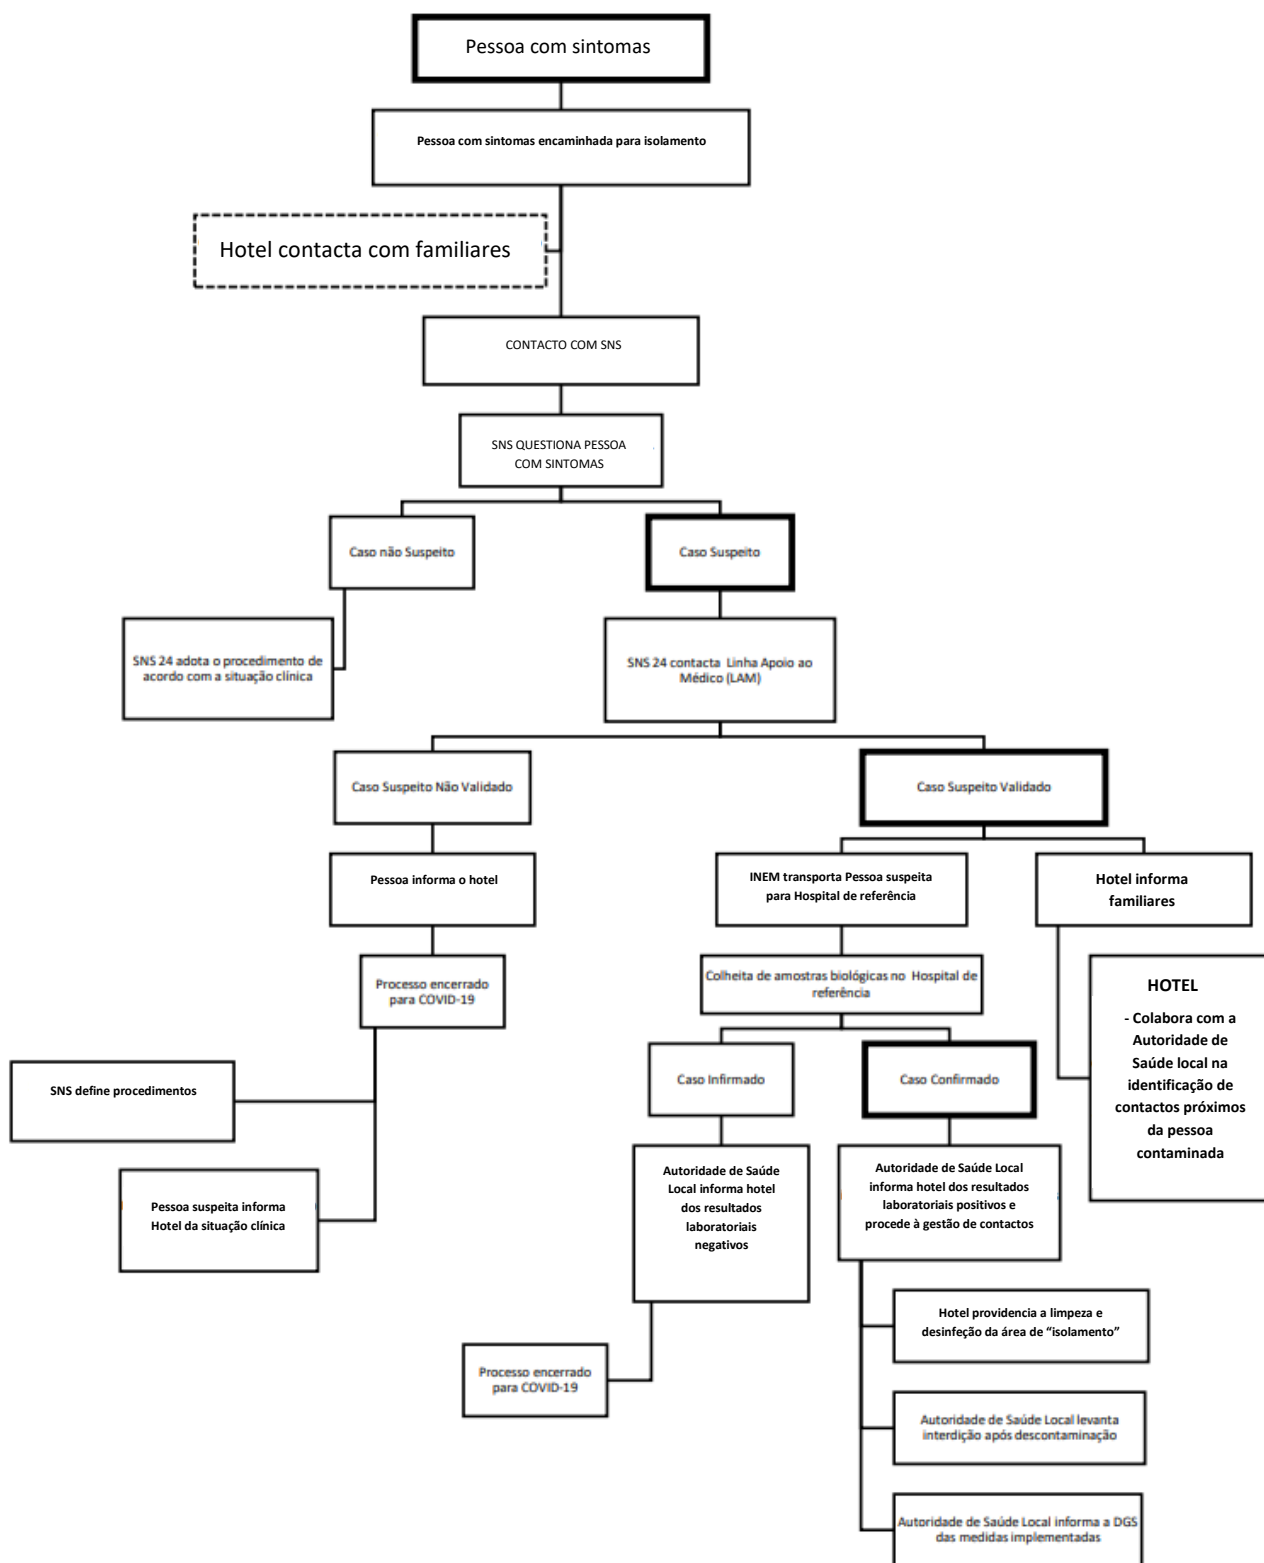 Pessoa com sintomas
Pessoa com sintomas encaminhada para isolamento
Hotel contacta com familiares
CONTACTO COM SNS
SNS QUESTIONA PESSOA
COM SINTOMAS
Caso não Suspeito
Caso Suspeito
SNS 24 adota o procedimento de
acordo com a situação clínica
SNS 24 contacta Linha Apoio ao
Médico (LAM)
Caso Suspeito Não Validado
Caso Suspeito Validado
Pessoa informa o hotel
INEM transporta Pessoa suspeita
para Hospital de referência
Hotel informa
familiares
Processo encerrado
para COVID-19
Colheita de amostras biológicas no Hospital de
referência
HOTEL
- Colabora com a
Autoridade de
Saúde local na
identificação de
contactos próximos
da pessoa
contaminada
SNS define procedimentos
Caso Infirmado
Caso Confirmado
Pessoa suspeita informa
Hotel da situação clínica
Autoridade de Saúde
Local informa hotel
dos resultados
laboratoriais
negativos
Autoridade de Saúde Local
informa hotel dos resultados
laboratoriais positivos e
procede à gestão de contactos
Hotel providencia a limpeza e
desinfeção da área de “isolamento”
Processo encerrado
para COVID-19
Autoridade de Saúde Local levanta
interdição após descontaminação
Autoridade de Saúde Local informa a DGS
das medidas implementadas